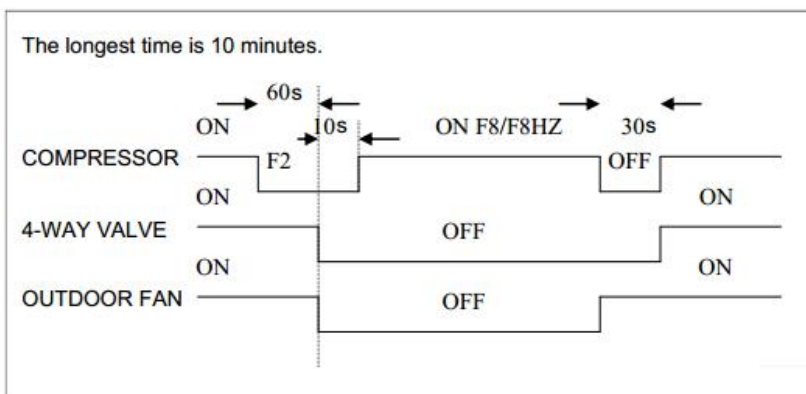 The longest time is 10 minutes.
60s
ON 10s ON F8/F8HZ 30s
COMPRESSOR F2 OFF
ON ON
4-WAY VALVE OFF
ON ON
OUTDOOR FAN OFF